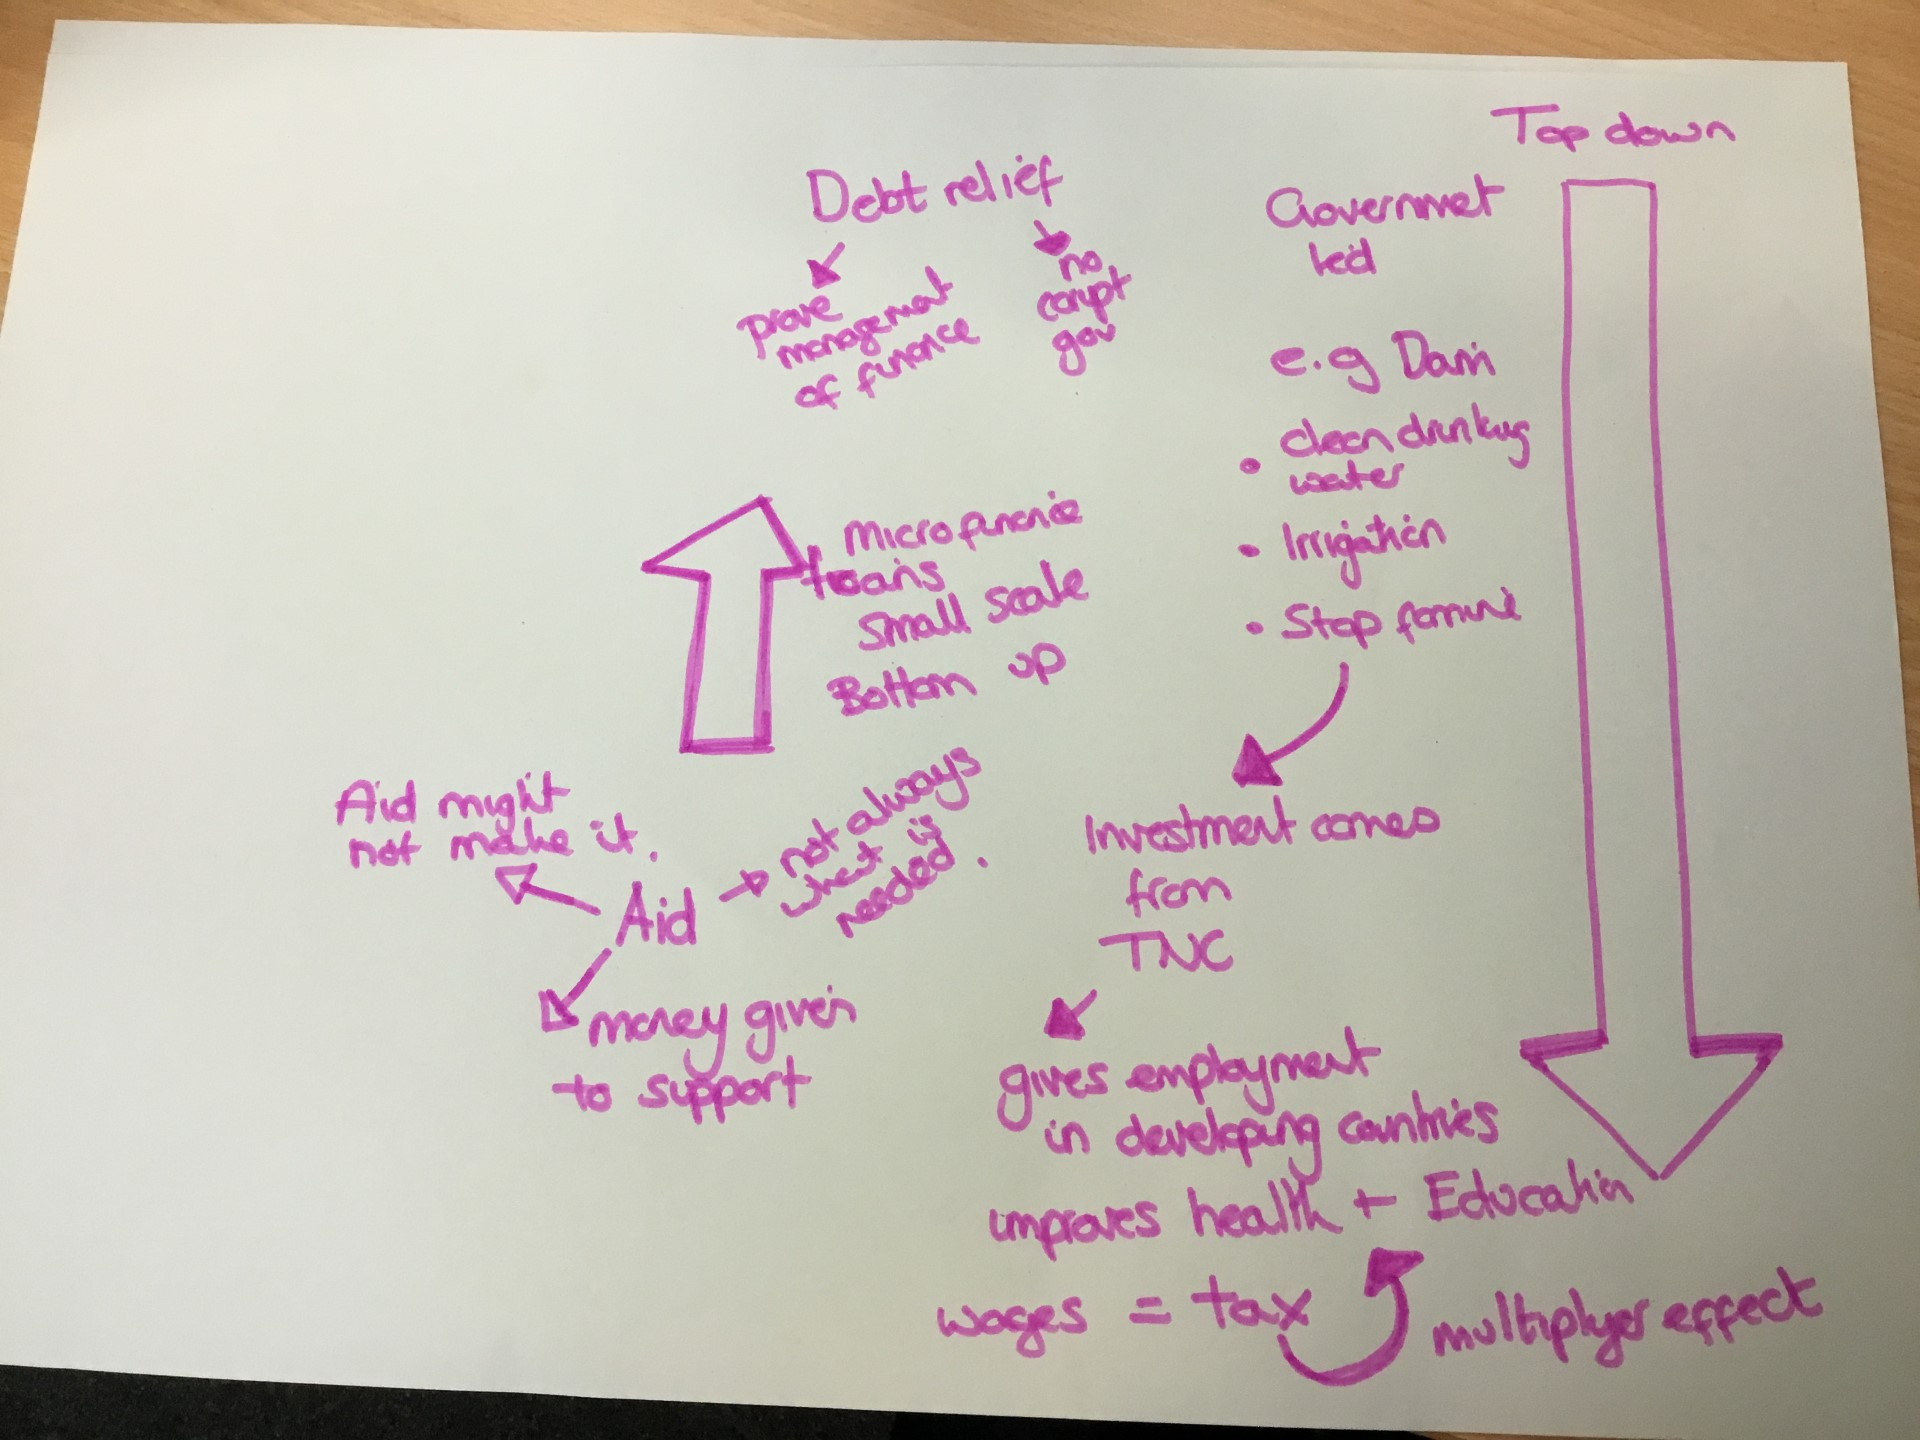 Top down
Debt relief
prove
management
of finance
no
corupt
gov
Governmet
led
e.g Dam
• clean drinking
water
• Irrigation
• Stop famine
Microfinance
loans
Small scale
Bottom up
Aid might
not make it.
Aid
not always
what is
needed.
money given
to support
Investment comes
from
TNC
gives employment
in developing countries
improves health + Education
wages = tax
multiplyer effect